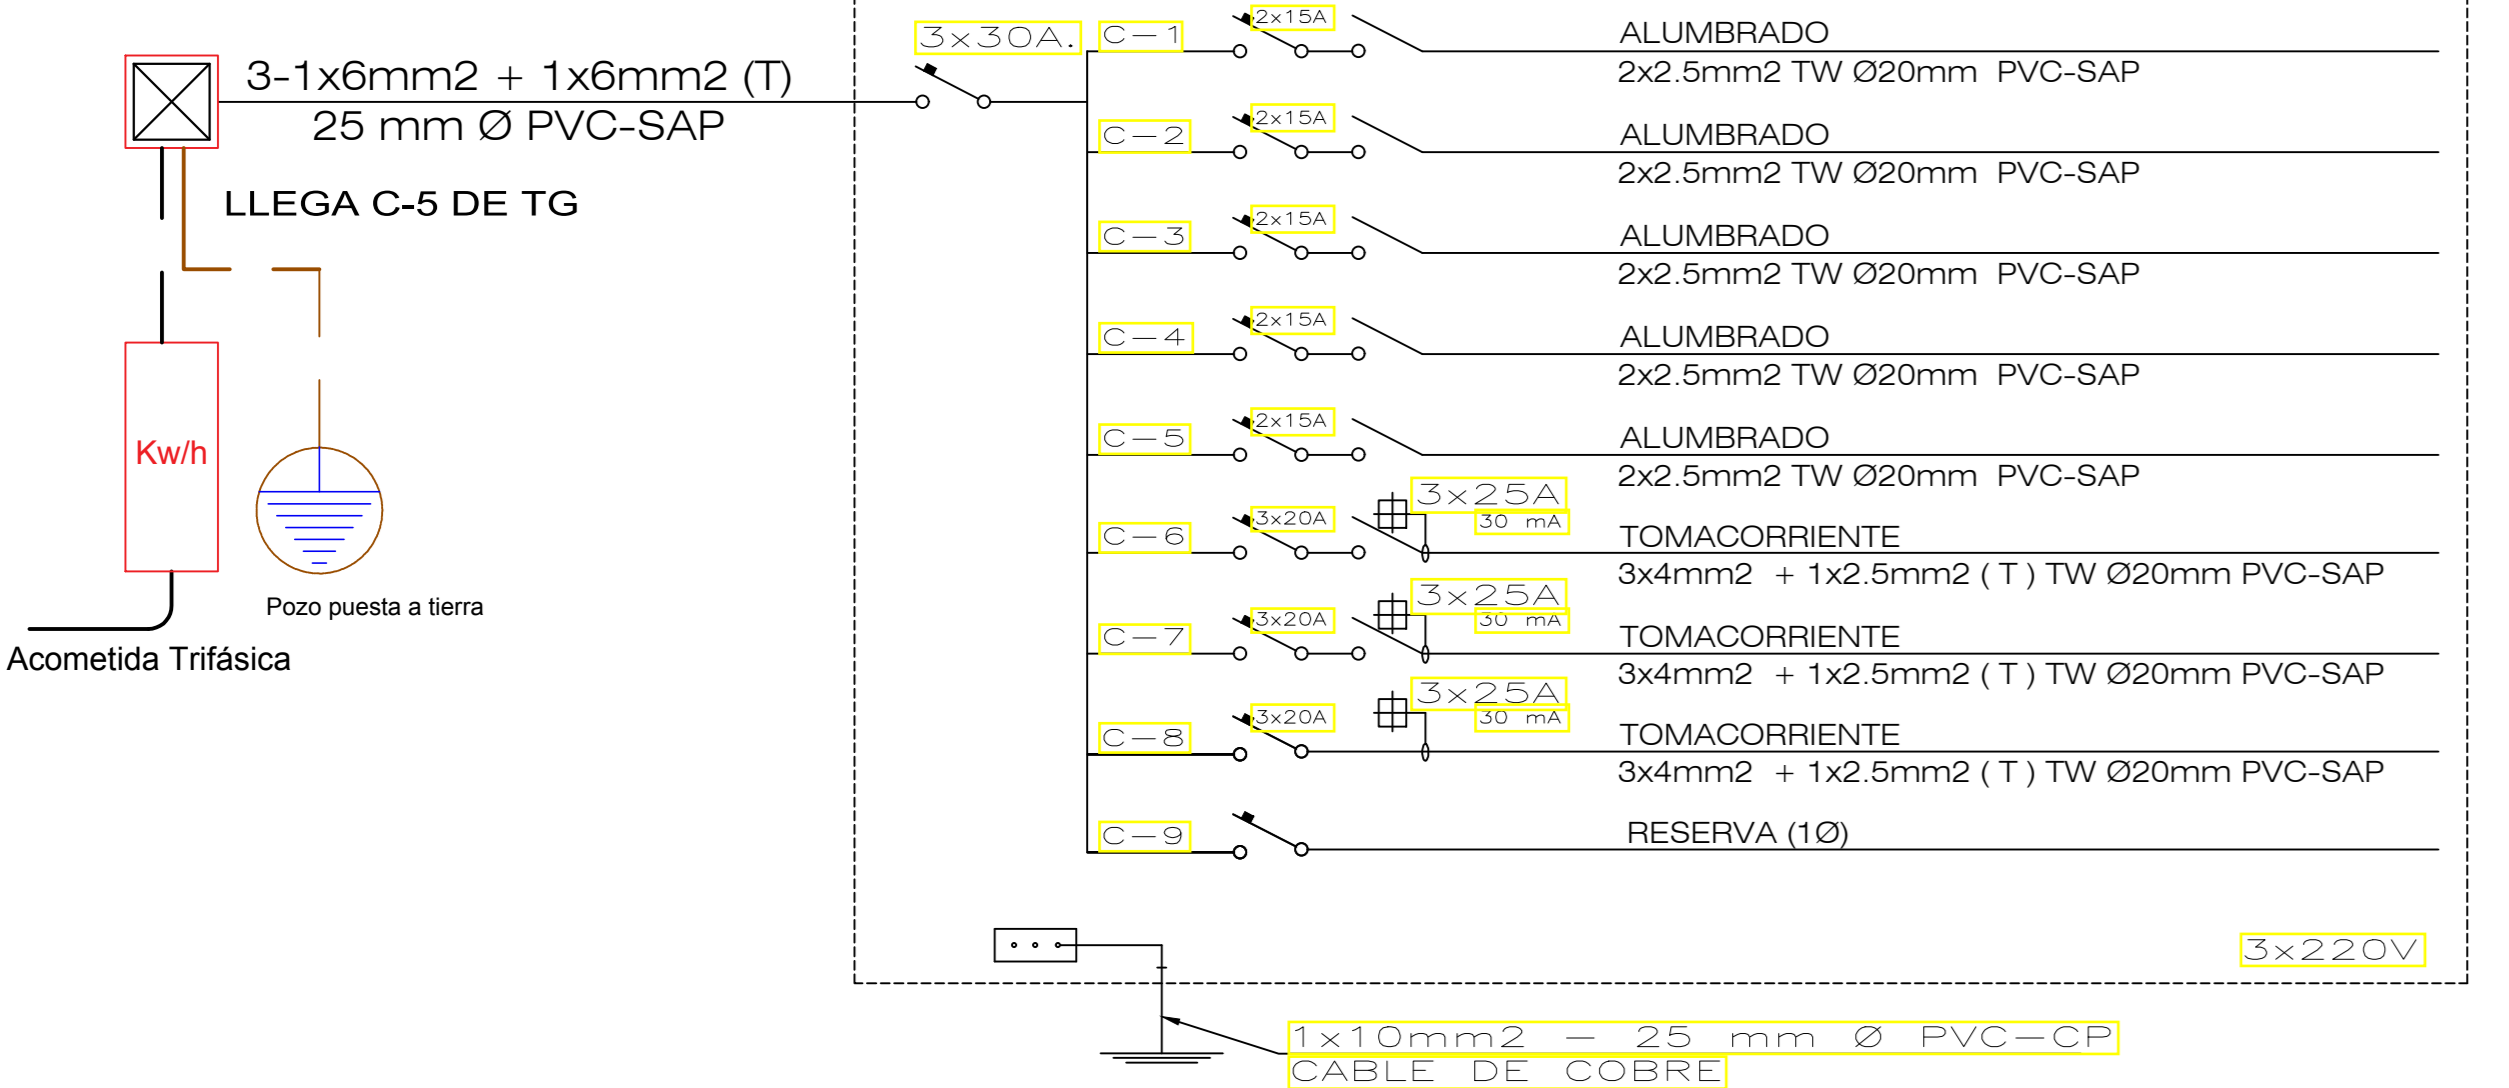 3x30A.
3-1x6mm2 + 1x6mm2 (T)
25 mm Ø PVC-SAP
LLEGA C-5 DE TG
Kw/h
Pozo puesta a tierra
Acometida Trifásica
C-1 2x15A ALUMBRADO
2x2.5mm2 TW Ø20mm PVC-SAP
C-2 2x15A ALUMBRADO
2x2.5mm2 TW Ø20mm PVC-SAP
C-3 2x15A ALUMBRADO
2x2.5mm2 TW Ø20mm PVC-SAP
C-4 2x15A ALUMBRADO
2x2.5mm2 TW Ø20mm PVC-SAP
C-5 2x15A ALUMBRADO
2x2.5mm2 TW Ø20mm PVC-SAP
3x25A
C-6 3x20A 30 mA TOMACORRIENTE
3x4mm2 + 1x2.5mm2 ( T ) TW Ø20mm PVC-SAP
3x25A
C-7 3x20A 30 mA TOMACORRIENTE
3x4mm2 + 1x2.5mm2 ( T ) TW Ø20mm PVC-SAP
3x25A
C-8 3x20A 30 mA TOMACORRIENTE
3x4mm2 + 1x2.5mm2 ( T ) TW Ø20mm PVC-SAP
C-9 RESERVA (1Ø)
3x220V
1x10mm2 - 25 mm Ø PVC-CP
CABLE DE COBRE